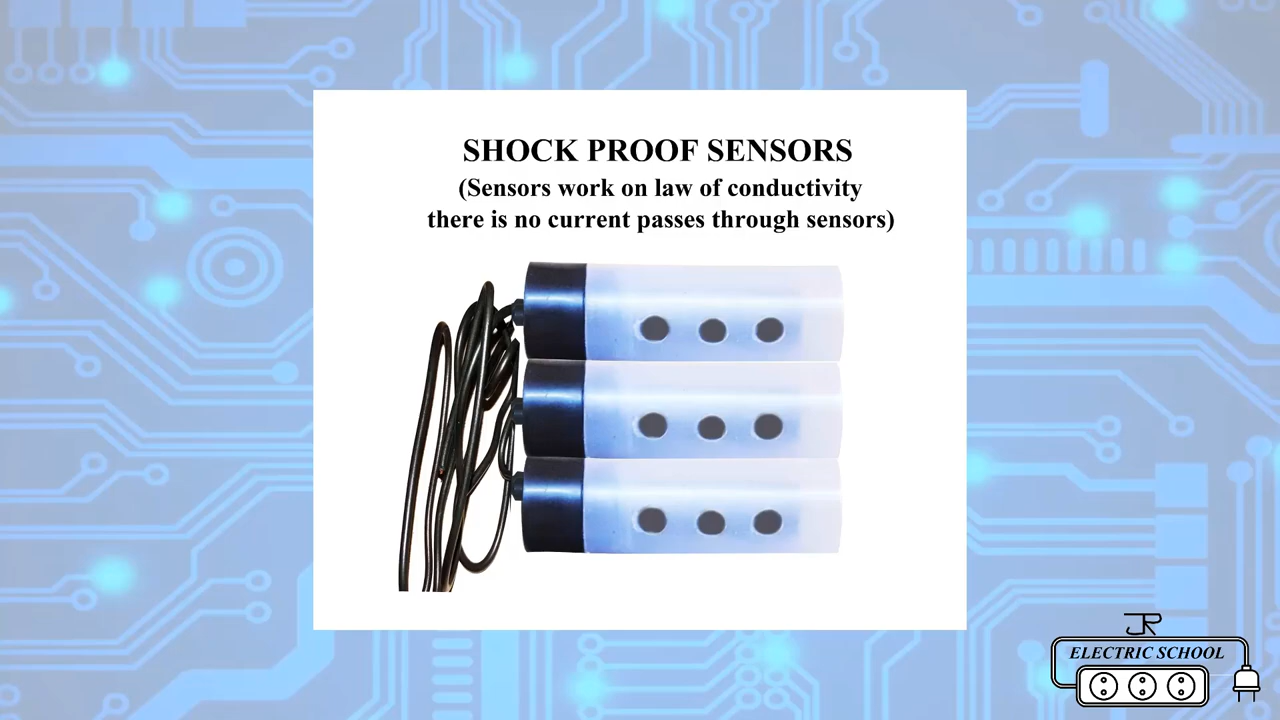 SHOCK PROOF SENSORS
(Sensors work on law of conductivity
there is no current passes through sensors)
JR
ELECTRIC SCHOOL